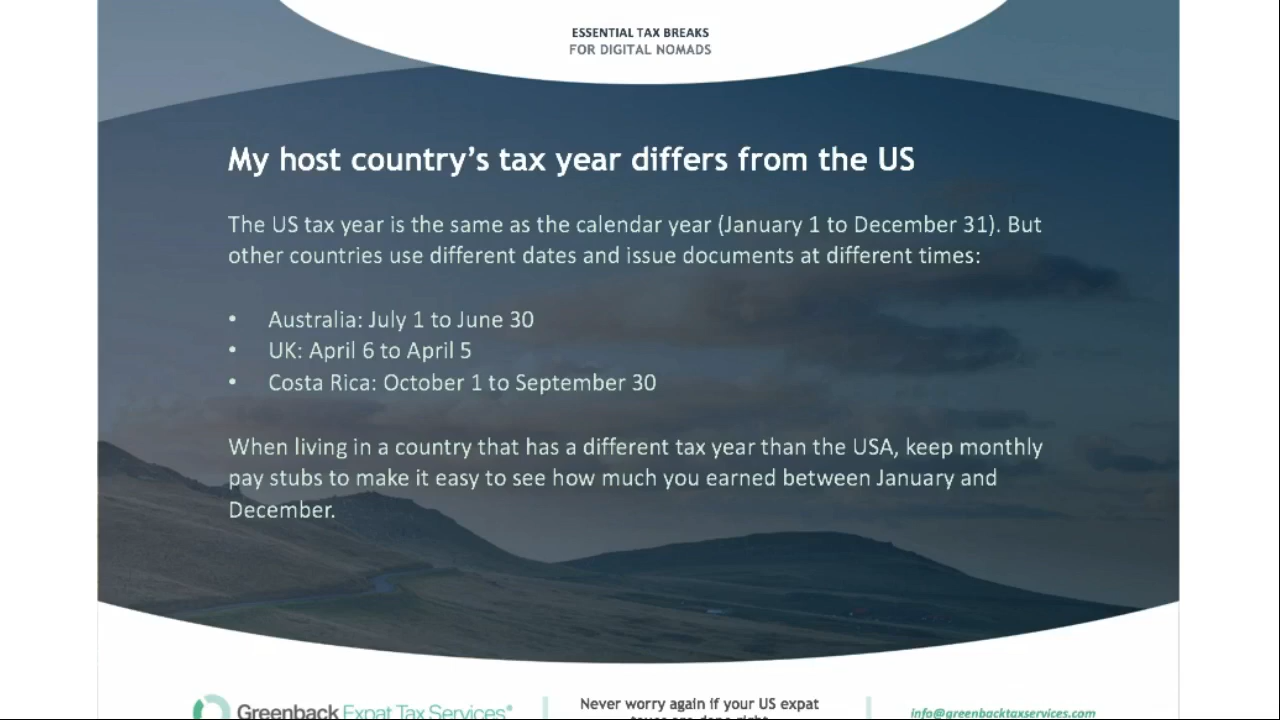 ESSENTIAL TAX BREAKS
FOR DIGITAL NOMADS
My host country's tax year differs from the US
The US tax year is the same as the calendar year (January 1 to December 31). But
other countries use different dates and issue documents at different times:
• Australia: July 1 to June 30
• UK: April 6 to April 5
• Costa Rica: October 1 to September 30
When living in a country that has a different tax year than the USA, keep monthly
pay stubs to make it easy to see how much you earned between January and
December.
Greenback Expat Tax Services®
Never worry again if your US expat
taxes are done right.
info@greenbacktaxservices.com